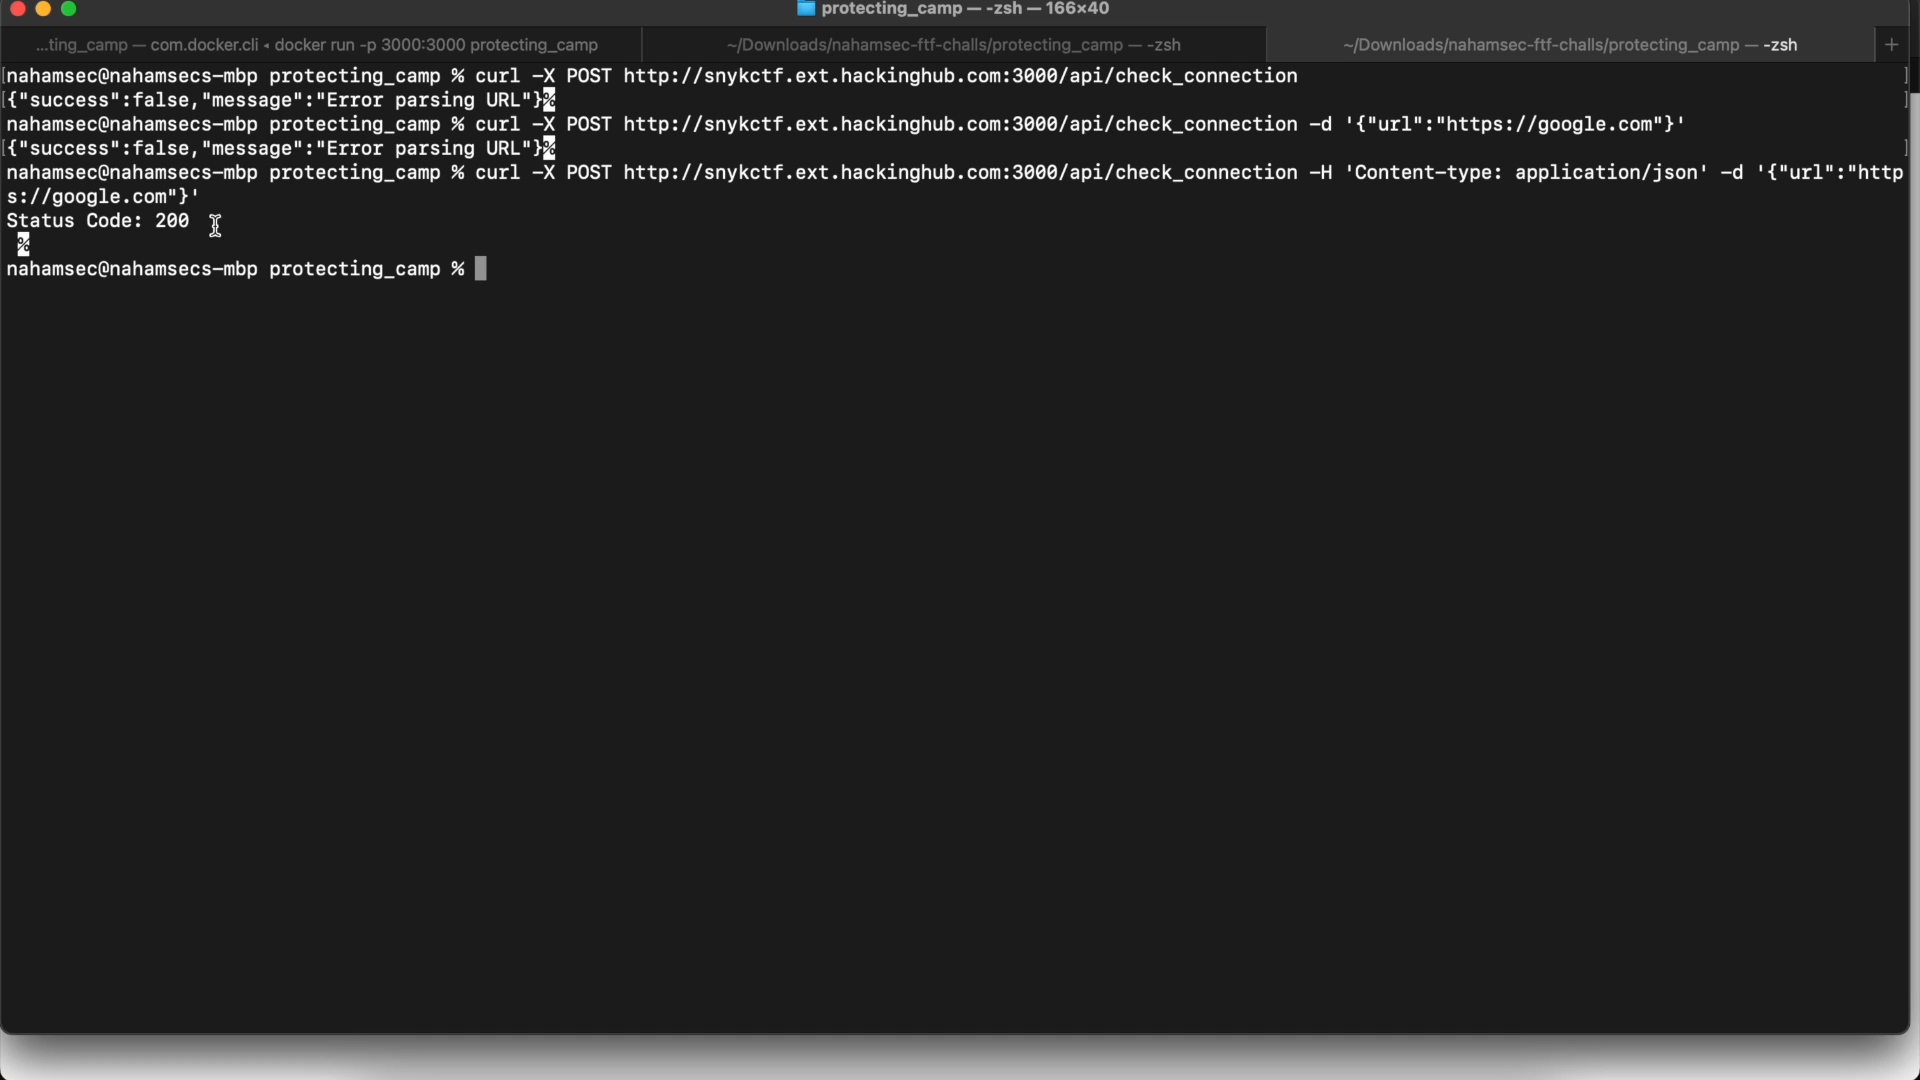 protecting_camp — -zsh — 166×40
...ting_camp — com.docker.cli ◂ docker run -p 3000:3000 protecting_camp
~/Downloads/nahamsec-ftf-challs/protecting_camp — -zsh
~/Downloads/nahamsec-ftf-challs/protecting_camp — -zsh
+
[nahamsec@nahamsecs-mbp protecting_camp % curl -X POST http://snykctf.ext.hackinghub.com:3000/api/check_connection ]
[{"success":false,"message":"Error parsing URL"}% ]
nahamsec@nahamsecs-mbp protecting_camp % curl -X POST http://snykctf.ext.hackinghub.com:3000/api/check_connection -d '{"url":"https://google.com"}'
[{"success":false,"message":"Error parsing URL"}% ]
nahamsec@nahamsecs-mbp protecting_camp % curl -X POST http://snykctf.ext.hackinghub.com:3000/api/check_connection -H 'Content-type: application/json' -d '{"url":"http
s://google.com"}'
Status Code: 200
%
nahamsec@nahamsecs-mbp protecting_camp %